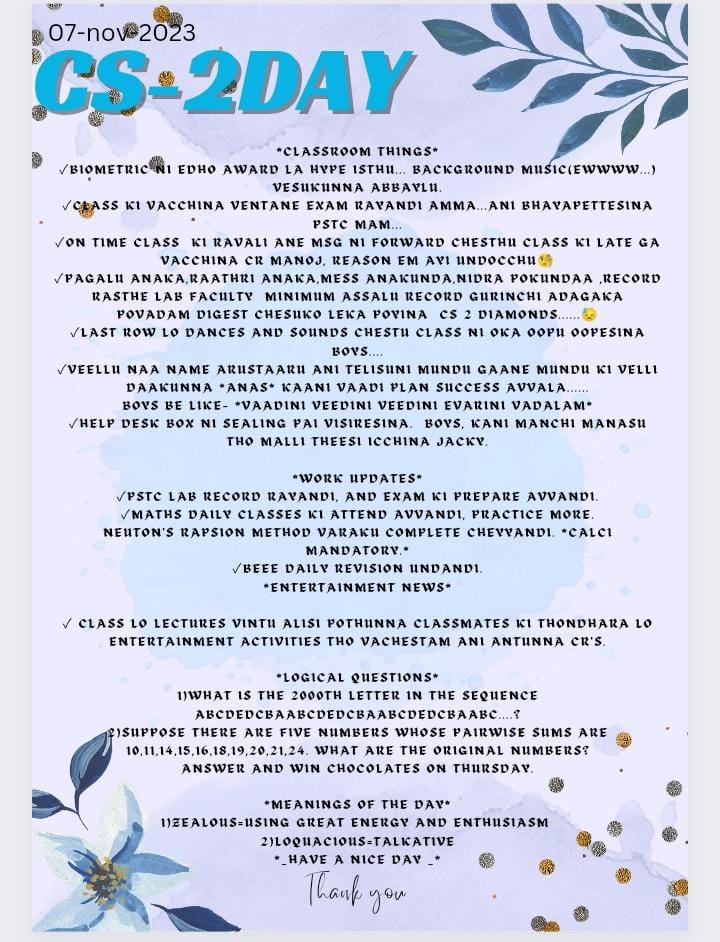 07-nov-2023
CS-2DAY
*CLASSROOM THINGS*
✓BIOMETRIC NI EDHO AWARD LA HYPE ISTHU... BACKGROUND MUSIC(EWWWW...)
VESUKUNNA ABBAYLU.
✓CLASS KI VACCHINA VENTANE EXAM RAYANDI AMMA...ANI BHAYAPETTESINA
PSTC MAM...
✓ON TIME CLASS KI RAVALI ANE MSG NI FORWARD CHESTHU CLASS KI LATE GA
VACCHINA CR MANOJ, REASON EM AYI UNDOCCHU🧐
✓PAGALU ANAKA,RAATHRI ANAKA,MESS ANAKUNDA,NIDRA POKUNDAA ,RECORD
RASTHE LAB FACULTY MINIMUM ASSALU RECORD GURINCHI ADAGAKA
POVADAM DIGEST CHESUKO LEKA POYINA CS 2 DIAMONDS......😓
✓LAST ROW LO DANCES AND SOUNDS CHESTU CLASS NI OKA OOPU OOPESINA
BOYS....
✓VEELLU NAA NAME ARUSTAARU ANI TELISUNI MUNDU GAANE MUNDU KI VELLI
DAAKUNNA *ANAS* KAANI VAADI PLAN SUCCESS AVVALA......
BOYS BE LIKE- *VAADINI VEEDINI VEEDINI EVARINI VADALAM*
✓HELP DESK BOX NI SEALING PAI VISIRESINA. BOYS, KANI MANCHI MANASU
THO MALLI THEESI ICCHINA JACKY.
*WORK UPDATES*
✓PSTC LAB RECORD RAYANDI, AND EXAM KI PREPARE AVVANDI.
✓MATHS DAILY CLASSES KI ATTEND AVVANDI, PRACTICE MORE.
NEUTON'S RAPSION METHOD VARAKU COMPLETE CHEYYANDI. *CALCI
MANDATORY.*
✓BEEE DAILY REVISION UNDANDI.
*ENTERTAINMENT NEWS*
✓ CLASS LO LECTURES VINTU ALISI POTHUNNA CLASSMATES KI THONDHARA LO
ENTERTAINMENT ACTIVITIES THO VACHESTAM ANI ANTUNNA CR'S.
*LOGICAL QUESTIONS*
1)WHAT IS THE 2000TH LETTER IN THE SEQUENCE
ABCDEDCBAABCDEDCBAABCDEDCBAABC....?
2)SUPPOSE THERE ARE FIVE NUMBERS WHOSE PAIRWISE SUMS ARE
10,11,14,15,16,18,19,20,21,24. WHAT ARE THE ORIGINAL NUMBERS?
ANSWER AND WIN CHOCOLATES ON THURSDAY.
*MEANINGS OF THE DAY*
1)ZEALOUS=USING GREAT ENERGY AND ENTHUSIASM
2)LOQUACIOUS=TALKATIVE
*_HAVE A NICE DAY _*
Thank you